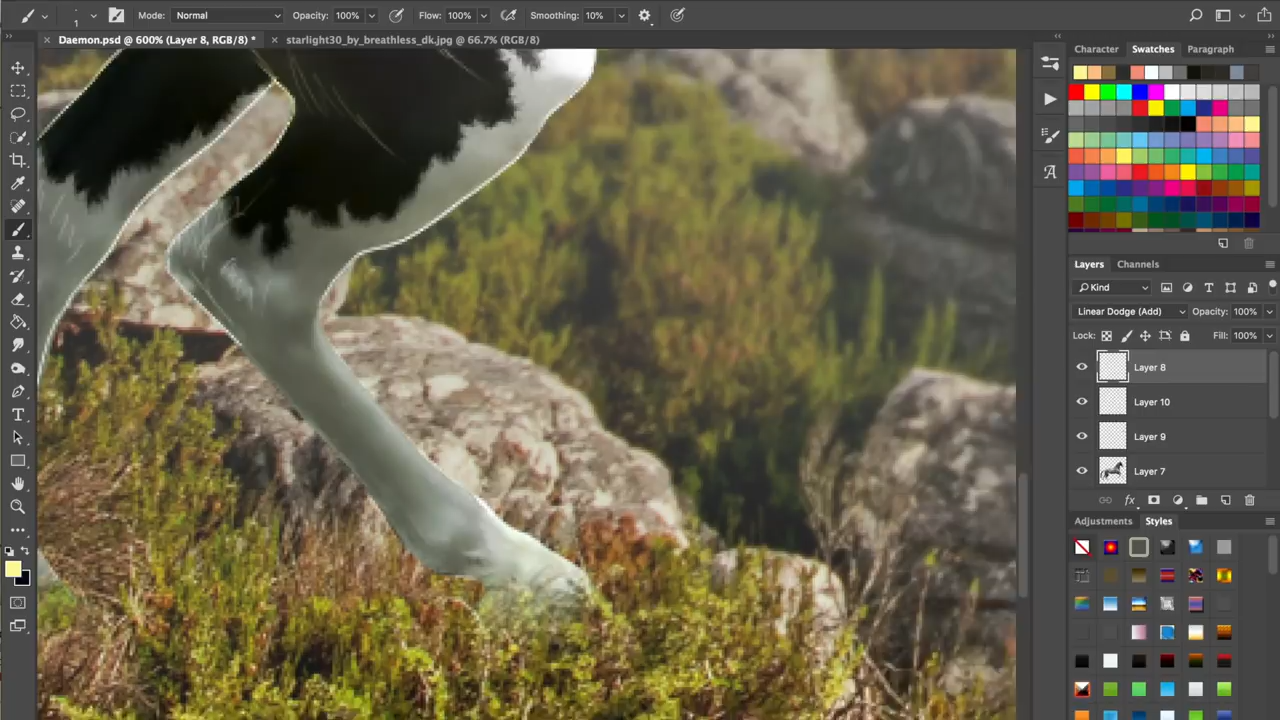 1 Mode: Normal Opacity: 100% Flow: 100% Smoothing: 10%
Daemon.psd @ 600% (Layer 8, RGB/8) * starlight30_by_breathless_dk.jpg @ 66.7% (RGB/8)
Character Swatches Paragraph
Layers Channels
Kind
Linear Dodge (Add) Opacity: 100%
Lock: Fill: 100%
Layer 8
Layer 10
Layer 9
Layer 7
fx
Adjustments Styles